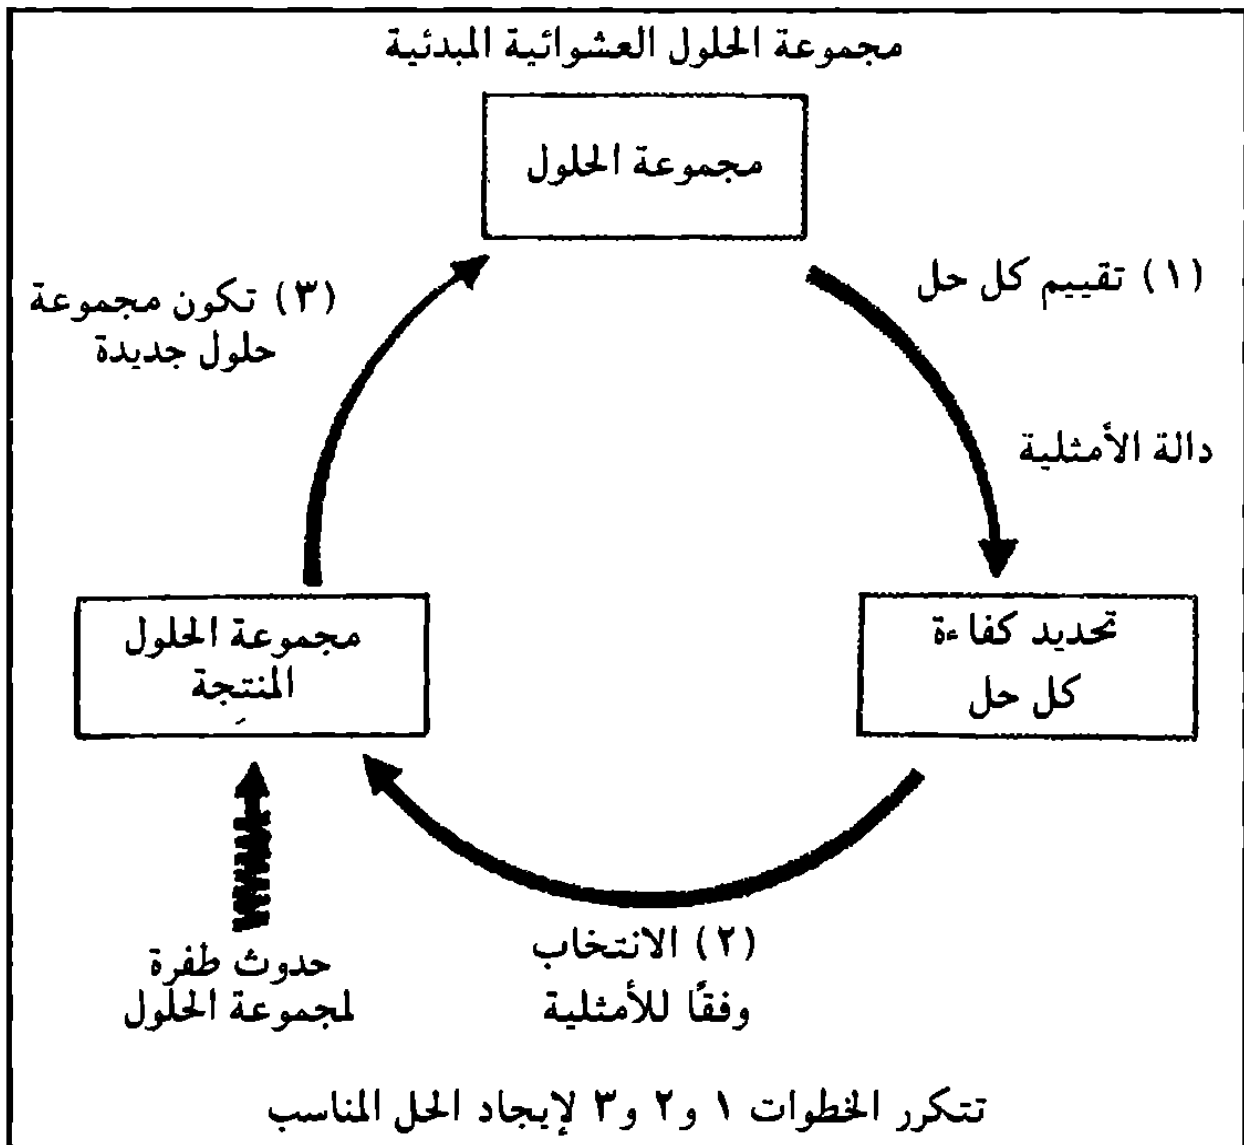 مجموعة الحلول العشوائية المبدئية
مجموعة الحلول
(١) تقييم كل حل
(٣) تكون مجموعة
حلول جديدة
دالة الأمثلية
تحديد كفاءة
كل حل
مجموعة الحلول
المنتِجة
(٢) الانتخاب
وفقًا للأمثلية
حدوث طفرة
لمجموعة الحلول
تتكرر الخطوات ١ و٢ و٣ لإيجاد الحل المناسب